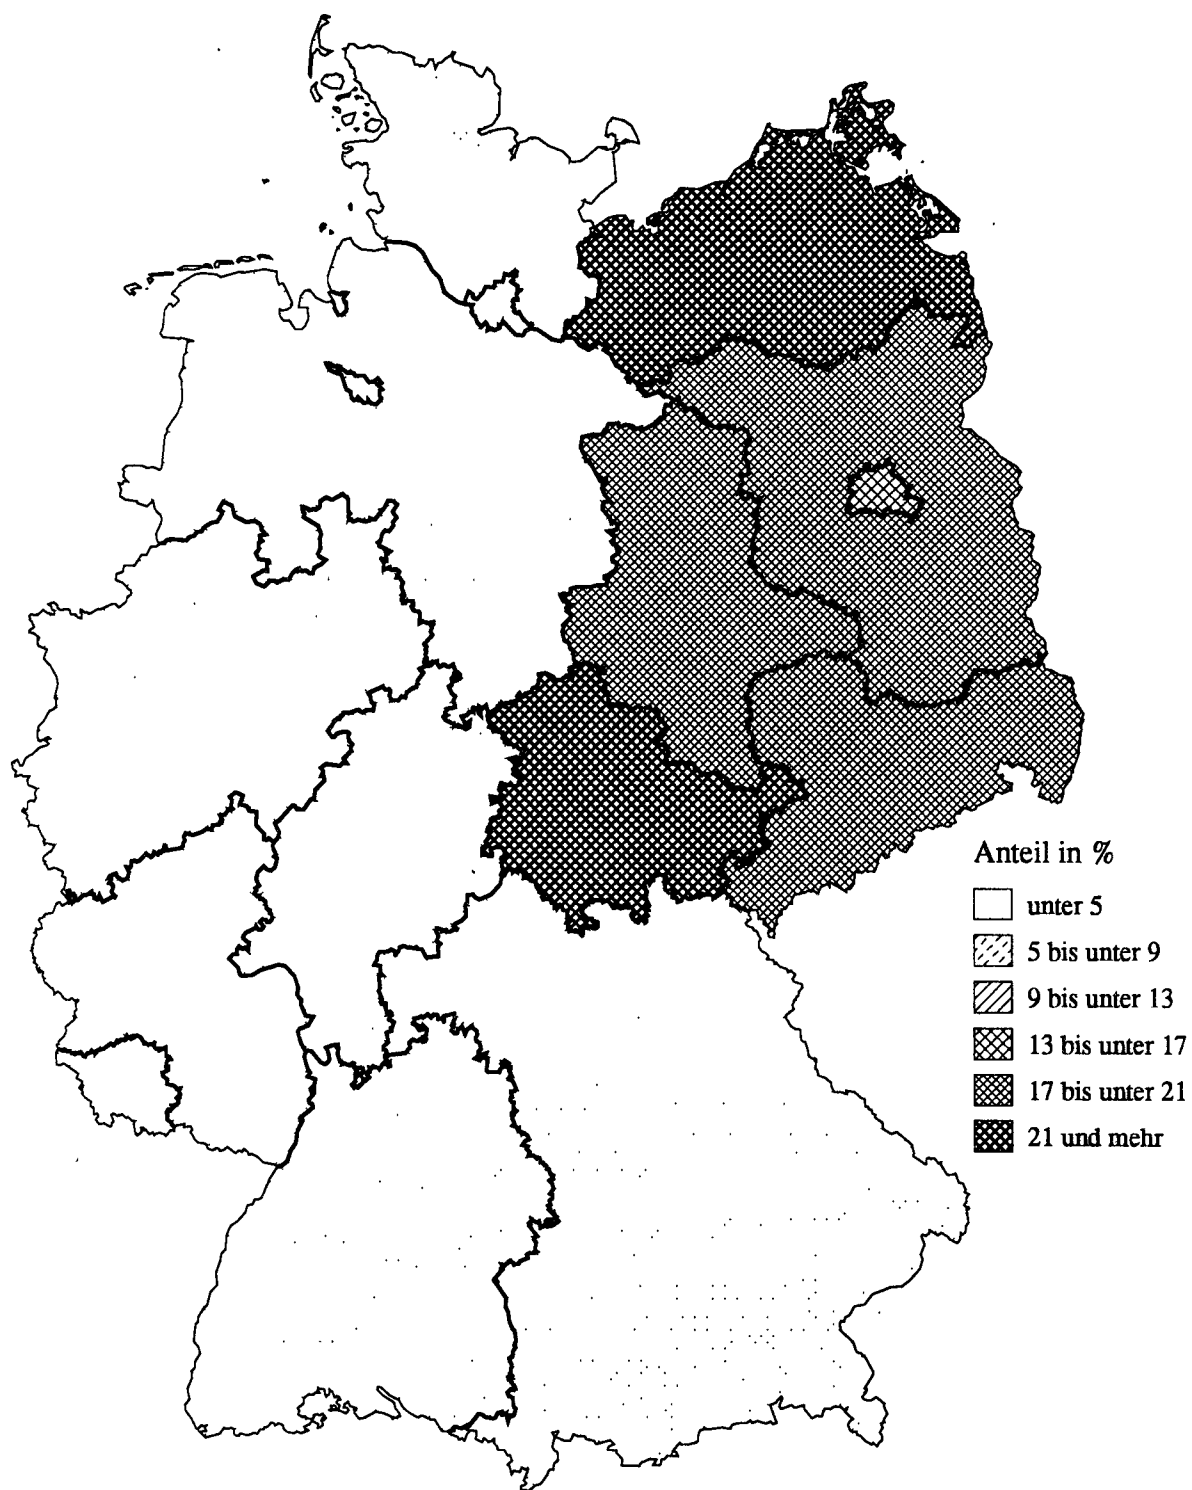 Anteil in %
unter 5
5 bis unter 9
9 bis unter 13
13 bis unter 17
17 bis unter 21
21 und mehr